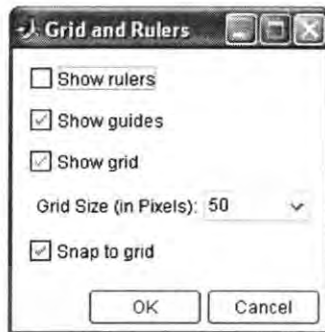 Grid and Rulers
Show rulers
Show guides
Show grid
Grid Size (in Pixels): 50
Snap to grid
OK Cancel